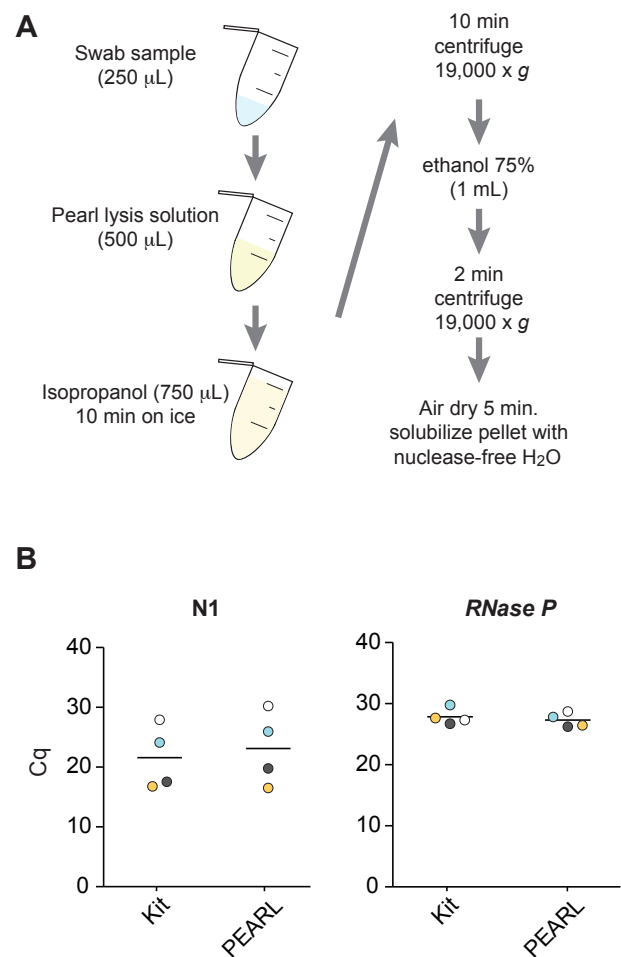 A
Swab sample
(250 μL)
Pearl lysis solution
(500 μL)
Isopropanol (750 μL)
10 min on ice
10 min
centrifuge
19,000 x g
ethanol 75%
(1 mL)
2 min
centrifuge
19,000 x g
Air dry 5 min.
solubilize pellet with
nuclease-free H₂O
B
N1
Cq
40
30
20
10
0
Kit
PEARL
RNase P
40
30
20
10
0
Kit
PEARL